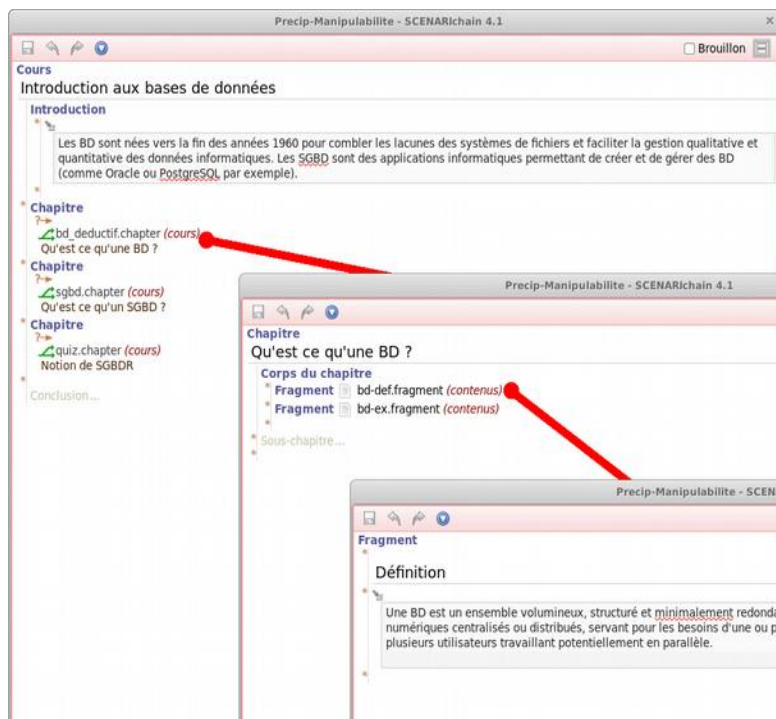 Precip-Manipulabilite - SCENARIchain 4.1
Brouillon
Cours
Introduction aux bases de données
Introduction
Les BD sont nées vers la fin des années 1960 pour combler les lacunes des systèmes de fichiers et faciliter la gestion qualitative et
quantitative des données informatiques. Les SGBD sont des applications informatiques permettant de créer et de gérer des BD
(comme Oracle ou PostgreSQL par exemple).
Chapitre
bd_deductif.chapter (cours)
Qu'est ce qu'une BD ?
Chapitre
sgbd.chapter (cours)
Qu'est ce qu'un SGBD ?
Chapitre
quiz.chapter (cours)
Notion de SGBDR
Conclusion...
Precip-Manipulabilite - SCENARIchain 4.1
Chapitre
Qu'est ce qu'une BD ?
Corps du chapitre
Fragment bd-def.fragment (contenus)
Fragment bd-ex.fragment (contenus)
Sous-chapitre...
Precip-Manipulabilite - SCEN
Fragment
Définition
Une BD est un ensemble volumineux, structuré et minimalement redonda
numériques centralisés ou distribués, servant pour les besoins d'une ou p
plusieurs utilisateurs travaillant potentiellement en parallèle.